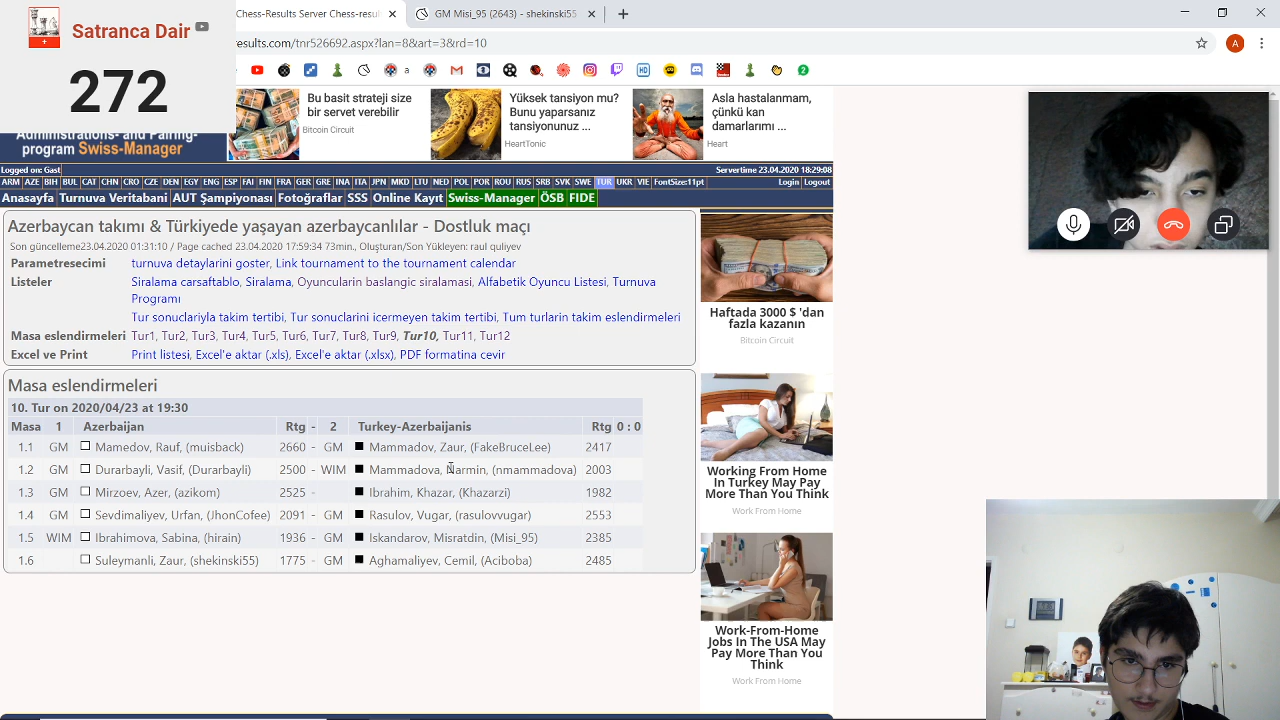 Satranca Dair
272
Chess-Results Server Chess-resul
GM Misi_95 (2643) - shekinski55
results.com/tnr526692.aspx?lan=8&art=3&rd=10
A
a
Bu basit strateji size
bir servet verebilir
Bitcoin Circuit
Yüksek tansiyon mu?
Bunu yaparsanız
tansiyonunuz ...
HeartTonic
Asla hastalanmam,
çünkü kan
damarlarımı ...
Heart
Administrations- and Pairing-
program Swiss-Manager
Logged on: Gast
Servertime 23.04.2020 18:29:08
ARM AZE BIH BUL CAT CHN CRO CZE DEN EGY ENG ESP FAI FIN FRA GER GRE INA ITA JPN MKD LTU NED POL POR ROU RUS SRB SVK SWE TUR UKR VIE FontSize:11pt
Login Logout
Anasayfa Turnuva Veritabani AUT Şampiyonası Fotoğraflar SSS Online Kayıt Swiss-Manager ÖSB FIDE
Azerbaycan takımı & Türkiyede yaşayan azerbaycanlılar - Dostluk maçı
Son güncelleme23.04.2020 01:31:10 / Page cached 23.04.2020 17:59:34 73min., Oluşturan/Son Yükleyen: raul quliyev
Parametresecimi turnuva detaylarini goster, Link tournament to the tournament calendar
Listeler Siralama carsaftablo, Siralama, Oyuncularin baslangic siralamasi, Alfabetik Oyuncu Listesi, Turnuva
Programı
Tur sonuclariyla takim tertibi, Tur sonuclarini icermeyen takim tertibi, Tum turlarin takim eslendirmeleri
Masa eslendirmeleri Tur1, Tur2, Tur3, Tur4, Tur5, Tur6, Tur7, Tur8, Tur9, Tur10, Tur11, Tur12
Excel ve Print Print listesi, Excel'e aktar (.xls), Excel'e aktar (.xlsx), PDF formatina cevir
Masa eslendirmeleri
10. Tur on 2020/04/23 at 19:30
Masa 1 Azerbaijan Rtg - 2 Turkey-Azerbaijanis Rtg 0 : 0
1.1 GM Mamedov, Rauf, (muisback) 2660 - GM Mammadov, Zaur, (FakeBruceLee) 2417
1.2 GM Durarbayli, Vasif, (Durarbayli) 2500 - WIM Mammadova, Narmin, (nmammadova) 2003
1.3 GM Mirzoev, Azer, (azikom) 2525 - Ibrahim, Khazar, (Khazarzi) 1982
1.4 GM Sevdimaliyev, Urfan, (JhonCofee) 2091 - GM Rasulov, Vugar, (rasulovvugar) 2553
1.5 WIM Ibrahimova, Sabina, (hirain) 1936 - GM Iskandarov, Misratdin, (Misi_95) 2385
1.6 Suleymanli, Zaur, (shekinski55) 1775 - GM Aghamaliyev, Cemil, (Aciboba) 2485
Haftada 3000 $ 'dan
fazla kazanın
Bitcoin Circuit
Working From Home
In Turkey May Pay
More Than You Think
Work From Home
Work-From-Home
Jobs In The USA May
Pay More Than You
Think
Work From Home